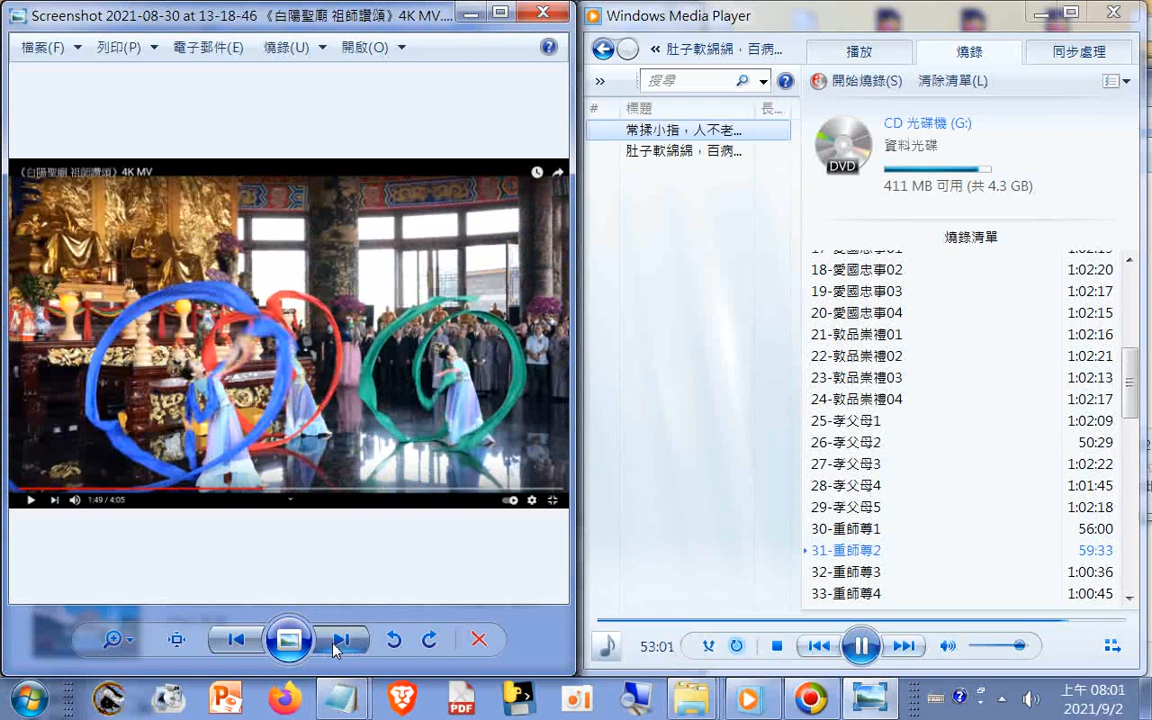 Screenshot 2021-08-30 at 13-18-46 《白陽聖廟 祖師讚頌》4K MV....
檔案(F) 列印(P) 電子郵件(E) 燒錄(U) 開啟(O)
《白陽聖廟 祖師讚頌》4K MV
1:49 / 4:05
Windows Media Player
« 肚子軟綿綿，百病...
播放 燒錄 同步處理
» 搜尋
開始燒錄(S) 清除清單(L)
# 標題 長...
常揉小指，人不老...
肚子軟綿綿，百病...
CD 光碟機 (G:)
資料光碟
DVD
411 MB 可用 (共 4.3 GB)
燒錄清單
18-愛國忠事02 1:02:20
19-愛國忠事03 1:02:17
20-愛國忠事04 1:02:15
21-敦品崇禮01 1:02:16
22-敦品崇禮02 1:02:21
23-敦品崇禮03 1:02:13
24-敦品崇禮04 1:02:17
25-孝父母1 1:02:09
26-孝父母2 50:29
27-孝父母3 1:02:22
28-孝父母4 1:01:45
29-孝父母5 1:02:18
30-重師尊1 56:00
31-重師尊2 59:33
32-重師尊3 1:00:36
33-重師尊4 1:00:45
53:01
PDF
上午 08:01
2021/9/2